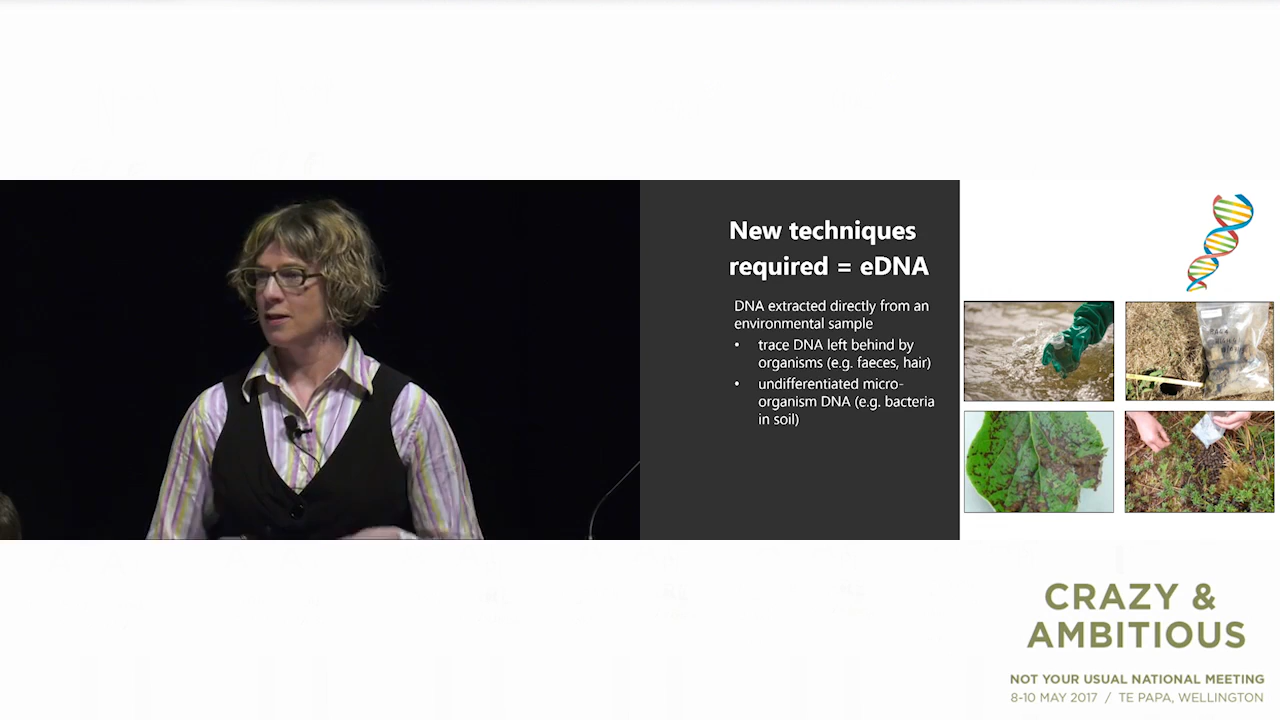 New techniques
required = eDNA
DNA extracted directly from an
environmental sample
• trace DNA left behind by
organisms (e.g. faeces, hair)
• undifferentiated micro-
organism DNA (e.g. bacteria
in soil)
CRAZY &
AMBITIOUS
NOT YOUR USUAL NATIONAL MEETING
8-10 MAY 2017 / TE PAPA, WELLINGTON